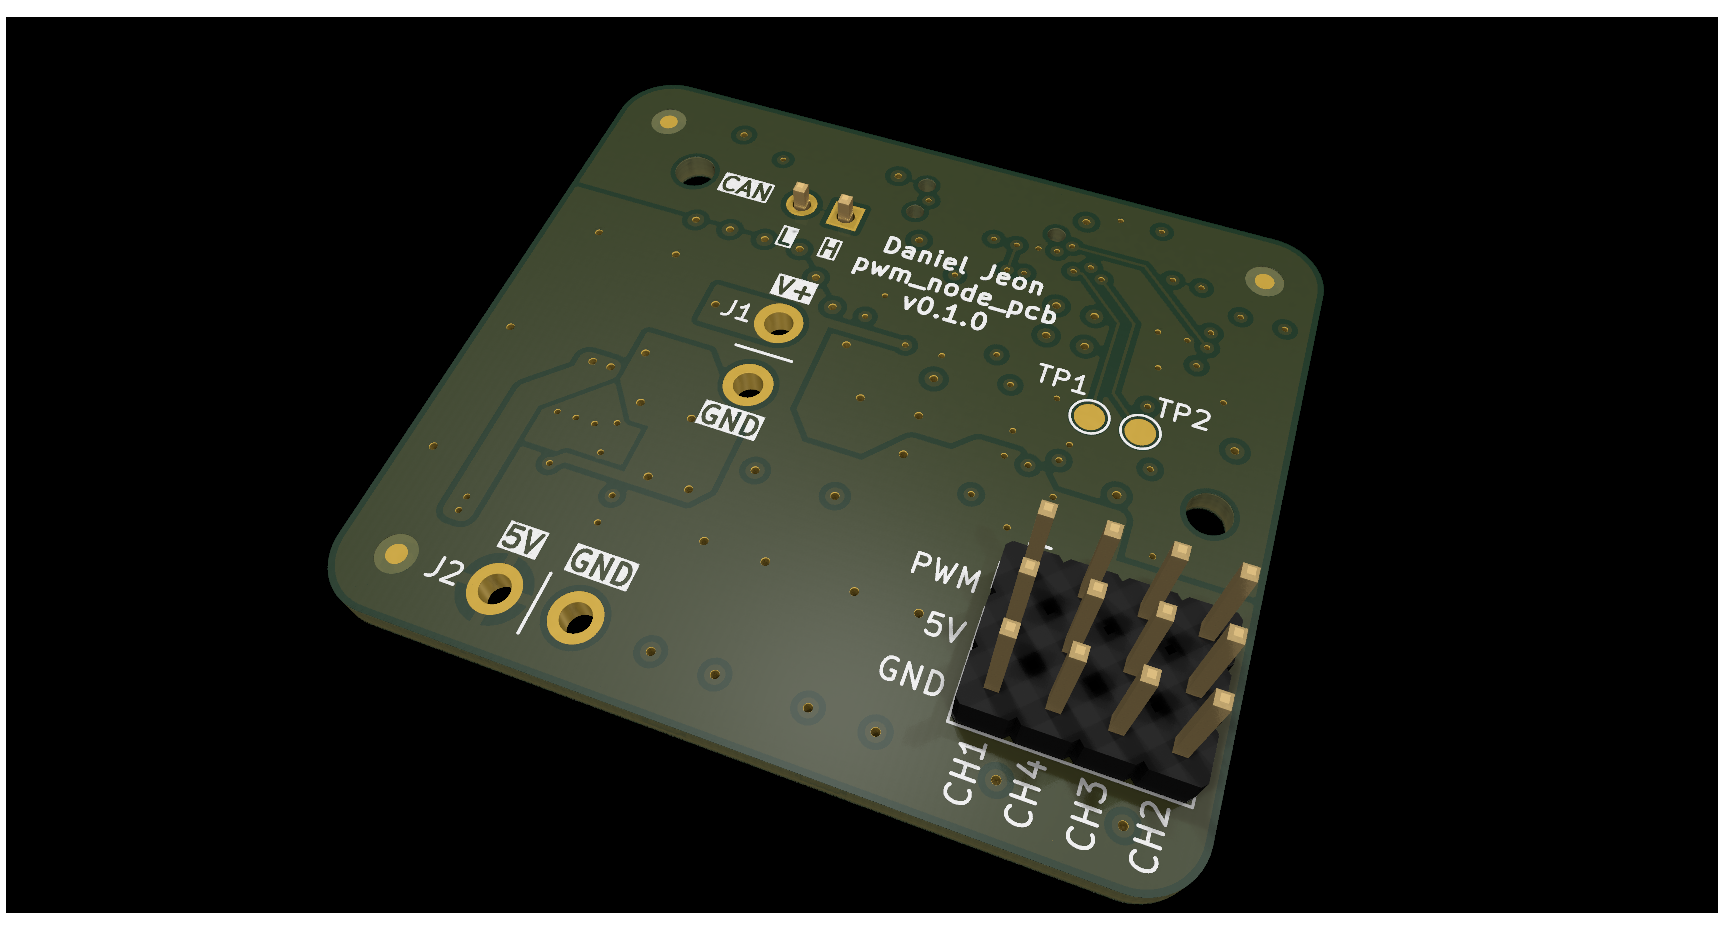 CAN
L H
Daniel Jeon
pwm_node_pcb
v0.1.0
V+
J1
GND
TP1
TP2
5V
GND
J2
PWM
5V
GND
CH1
CH4
CH3
CH2